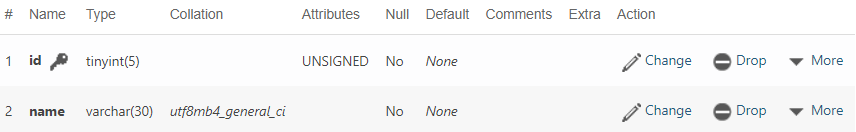 # Name Type Collation Attributes Null Default Comments Extra Action
1 id tinyint(5) UNSIGNED No None Change Drop More
2 name varchar(30) utf8mb4_general_ci No None Change Drop More